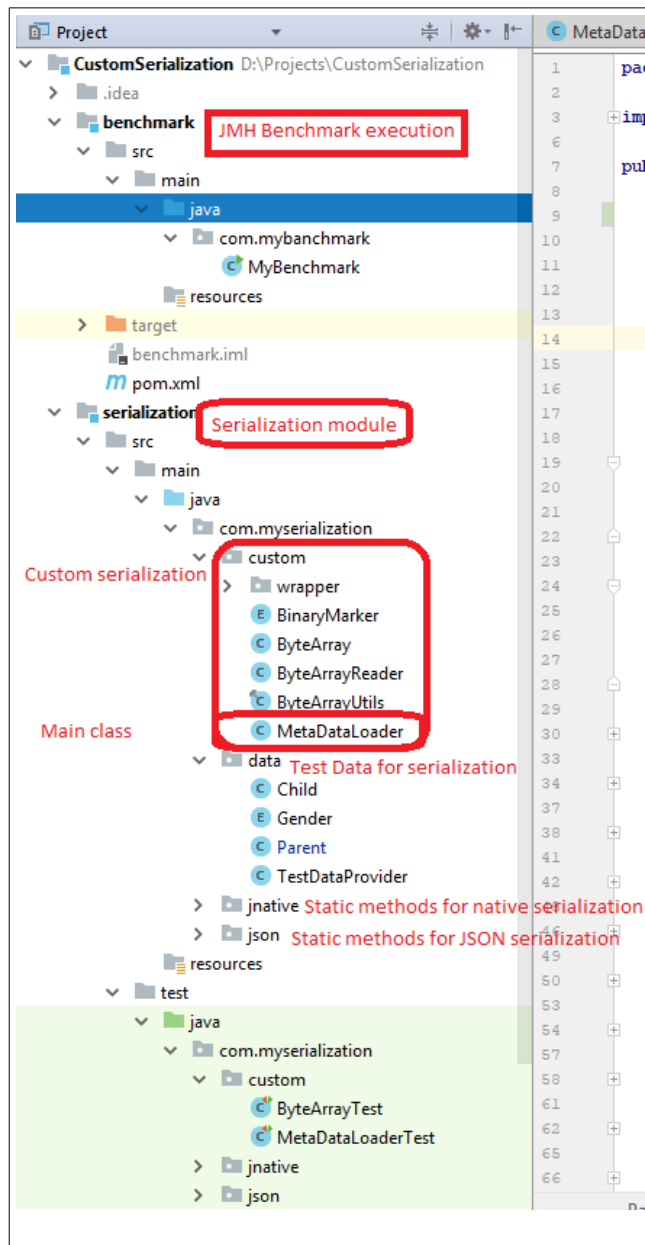 Project
MetaData
CustomSerialization D:\Projects\CustomSerialization
1 pac
.idea
2
benchmark
JMH Benchmark execution
3 imp
src
6
main
7 pub
java
8
9
com.mybanchmark
10
MyBenchmark
11
resources
12
target
13
benchmark.iml
14
pom.xml
15
serialization
Serialization module
16
src
17
main
18
java
19
com.myserialization
20
custom
21
Custom serialization
wrapper
22
BinaryMarker
23
ByteArray
24
ByteArrayReader
25
ByteArrayUtils
26
Main class
MetaDataLoader
27
data
Test Data for serialization
28
Child
29
Gender
30
Parent
33
TestDataProvider
34
jnative
Static methods for native serialization
37
json
Static methods for JSON serialization
38
resources
41
test
42
java
46
com.myserialization
49
custom
50
ByteArrayTest
53
MetaDataLoaderTest
54
jnative
57
json
58
61
62
65
66